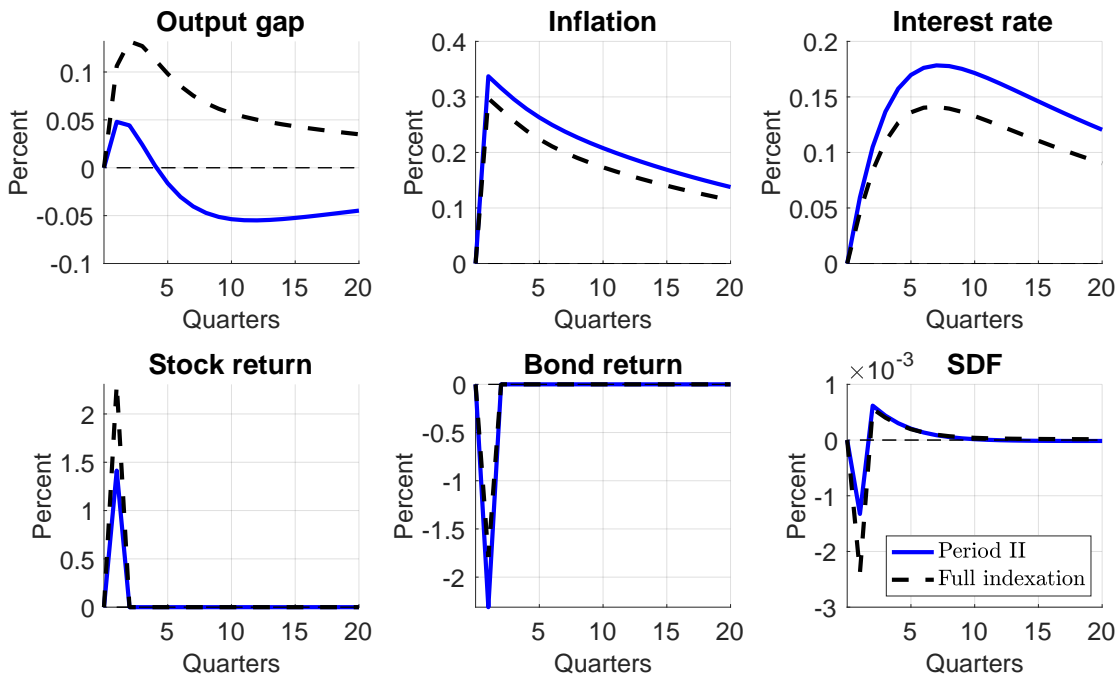 Output gap
Percent
0.1
0.05
0
-0.05
-0.1
5
10
15
20
Quarters
Inflation
Percent
0.4
0.3
0.2
0.1
0
5
10
15
20
Quarters
Interest rate
Percent
0.2
0.15
0.1
0.05
0
5
10
15
20
Quarters
Stock return
Percent
2
1.5
1
0.5
0
5
10
15
20
Quarters
Bond return
Percent
0
-0.5
-1
-1.5
-2
5
10
15
20
Quarters
×10⁻³
SDF
Percent
1
0
-1
-2
-3
5
10
15
20
Quarters
Period II
Full indexation